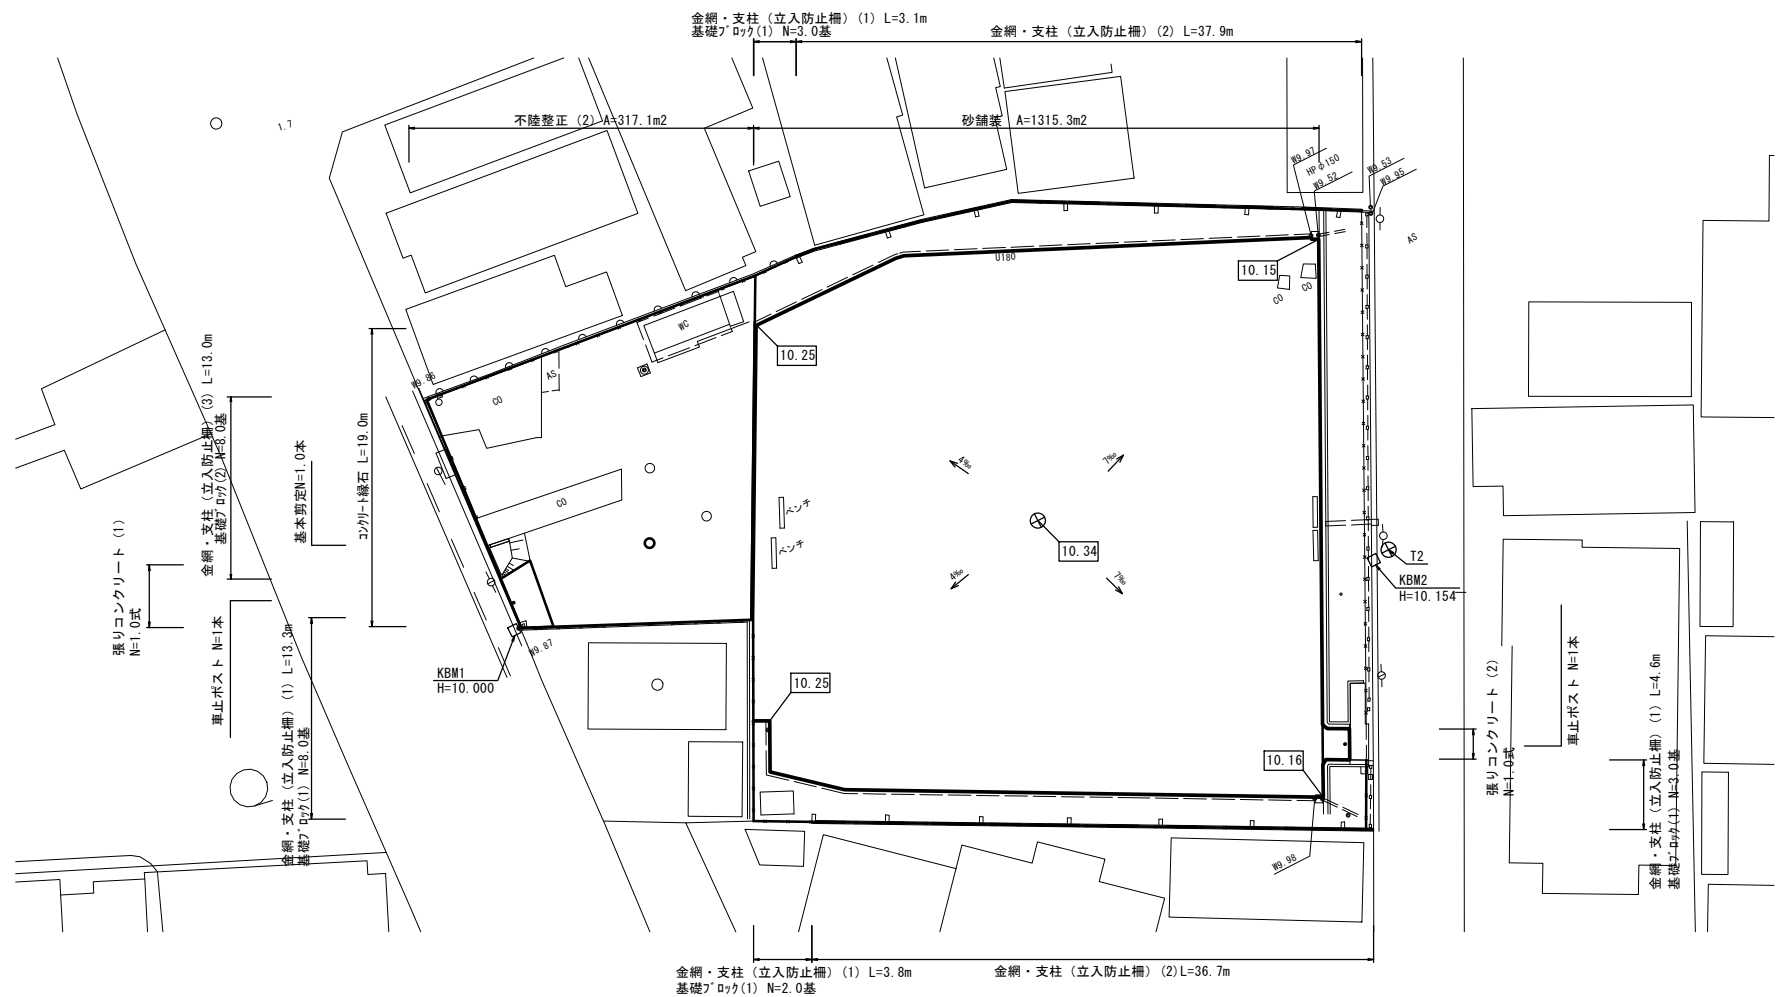 金網・支柱（立入防止柵）(1) L=3.1m
基礎ﾌﾞﾛｯｸ(1) N=3.0基
金網・支柱（立入防止柵）(2) L=37.9m
不陸整正（2）A=317.1m2
砂舗装　A=1315.3m2
1.7
W9.97
HPφ150
W9.52
W9.53
W9.95
AS
U180
10.15
CO
CO
WC
10.25
W9.86
AS
CO
CO
金網・支柱（立入防止柵）(3) L=13.0m
基礎ﾌﾞﾛｯｸ(2) N=8.0基
基本剪定N=1.0本
ｺﾝｸﾘｰﾄ縁石 L=19.0m
張りコンクリート（1）
N=1.0式
車止ポスト N=1本
金網・支柱（立入防止柵）(1) L=13.3m
基礎ﾌﾞﾛｯｸ(1) N=8.0基
4‰
7‰
ベンチ
ベンチ
10.34
4‰
7‰
T2
KBM2
H=10.154
KBM1
H=10.000
W9.87
10.25
10.16
W9.98
張りコンクリート（2）
N=1.0式
車止ポスト N=1本
金網・支柱（立入防止柵）(1) L=4.6m
基礎ﾌﾞﾛｯｸ(1) N=3.0基
金網・支柱（立入防止柵）(1) L=3.8m
基礎ﾌﾞﾛｯｸ(1) N=2.0基
金網・支柱（立入防止柵）(2)L=36.7m